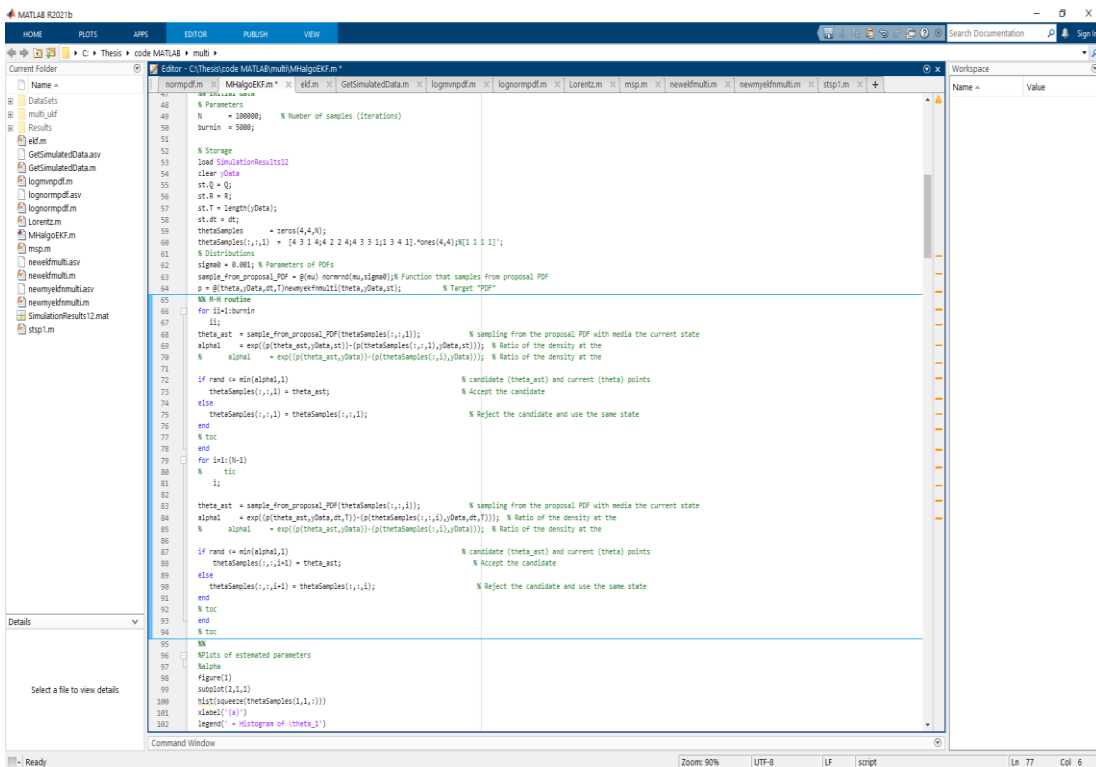 MATLAB R2021b
HOME PLOTS APPS EDITOR PUBLISH VIEW Search Documentation Sign In
C: Thesis code MATLAB multi
Current Folder
Name
DataSets
multi_ukf
Results
ekf.m
GetSimulatedData.asv
GetSimulatedData.m
logmvnpdf.m
lognormpdf.asv
lognormpdf.m
Lorentz.m
MHalgoEKF.m
msp.m
newekfmulti.asv
newekfmulti.m
newmyekfnmulti.asv
newmyekfnmulti.m
SimulationResults12.mat
stsp1.m
Details
Select a file to view details
Editor - C:\Thesis\code MATLAB\multi\MHalgoEKF.m *
normpdf.m MHalgoEKF.m * ekf.m GetSimulatedData.m logmvnpdf.m lognormpdf.m Lorentz.m msp.m newekfmulti.m newmyekfnmulti.m stsp1.m +
47 %% Initial data
48 % Parameters
49 N = 100000; % Number of samples (iterations)
50 burnin = 5000;
51
52 % Storage
53 load SimulationResults12
54 clear yData
55 st.Q = Q;
56 st.R = R;
57 st.T = length(yData);
58 st.dt = dt;
59 thetaSamples = zeros(4,4,N);
60 thetaSamples(:,:,1) = [4 3 1 4;4 2 2 4;4 3 3 1;1 3 4 1].*ones(4,4);%[1 1 1 1]';
61 % Distributions
62 sigma0 = 0.001; % Parameters of PDFs
63 sample_from_proposal_PDF = @(mu) normrnd(mu,sigma0);% Function that samples from proposal PDF
64 p = @(theta,yData,dt,T)newmyekfnmulti(theta,yData,st); % Target "PDF"
65 %% M-H routine
66 for ii=1:burnin
67 ii;
68 theta_ast = sample_from_proposal_PDF(thetaSamples(:,:,1)); % sampling from the proposal PDF with media the current state
69 alpha1 = exp((p(theta_ast,yData,st))-(p(thetaSamples(:,:,1),yData,st))); % Ratio of the density at the
70 % alpha1 = exp((p(theta_ast,yData))-(p(thetaSamples(:,i),yData))); % Ratio of the density at the
71
72 if rand <= min(alpha1,1) % candidate (theta_ast) and current (theta) points
73 thetaSamples(:,:,1) = theta_ast; % Accept the candidate
74 else
75 thetaSamples(:,:,1) = thetaSamples(:,:,1); % Reject the candidate and use the same state
76 end
77 % toc
78 end
79 for i=1:(N-1)
80 % tic
81 i;
82
83 theta_ast = sample_from_proposal_PDF(thetaSamples(:,:,i)); % sampling from the proposal PDF with media the current state
84 alpha1 = exp((p(theta_ast,yData,dt,T))-(p(thetaSamples(:,:,i),yData,dt,T))); % Ratio of the density at the
85 % alpha1 = exp((p(theta_ast,yData))-(p(thetaSamples(:,i),yData))); % Ratio of the density at the
86
87 if rand <= min(alpha1,1) % candidate (theta_ast) and current (theta) points
88 thetaSamples(:,:,i+1) = theta_ast; % Accept the candidate
89 else
90 thetaSamples(:,:,i+1) = thetaSamples(:,:,i); % Reject the candidate and use the same state
91 end
92 % toc
93 end
94 % toc
95 %%
96 %Plots of estemated parameters
97 %alpha
98 figure(1)
99 subplot(2,1,1)
100 hist(squeeze(thetaSamples(1,1,:)))
101 xlabel('(a)')
102 legend(' = Histogram of \theta_1')
Command Window
Workspace
Name Value
Ready Zoom: 90% UTF-8 LF script Ln 77 Col 6